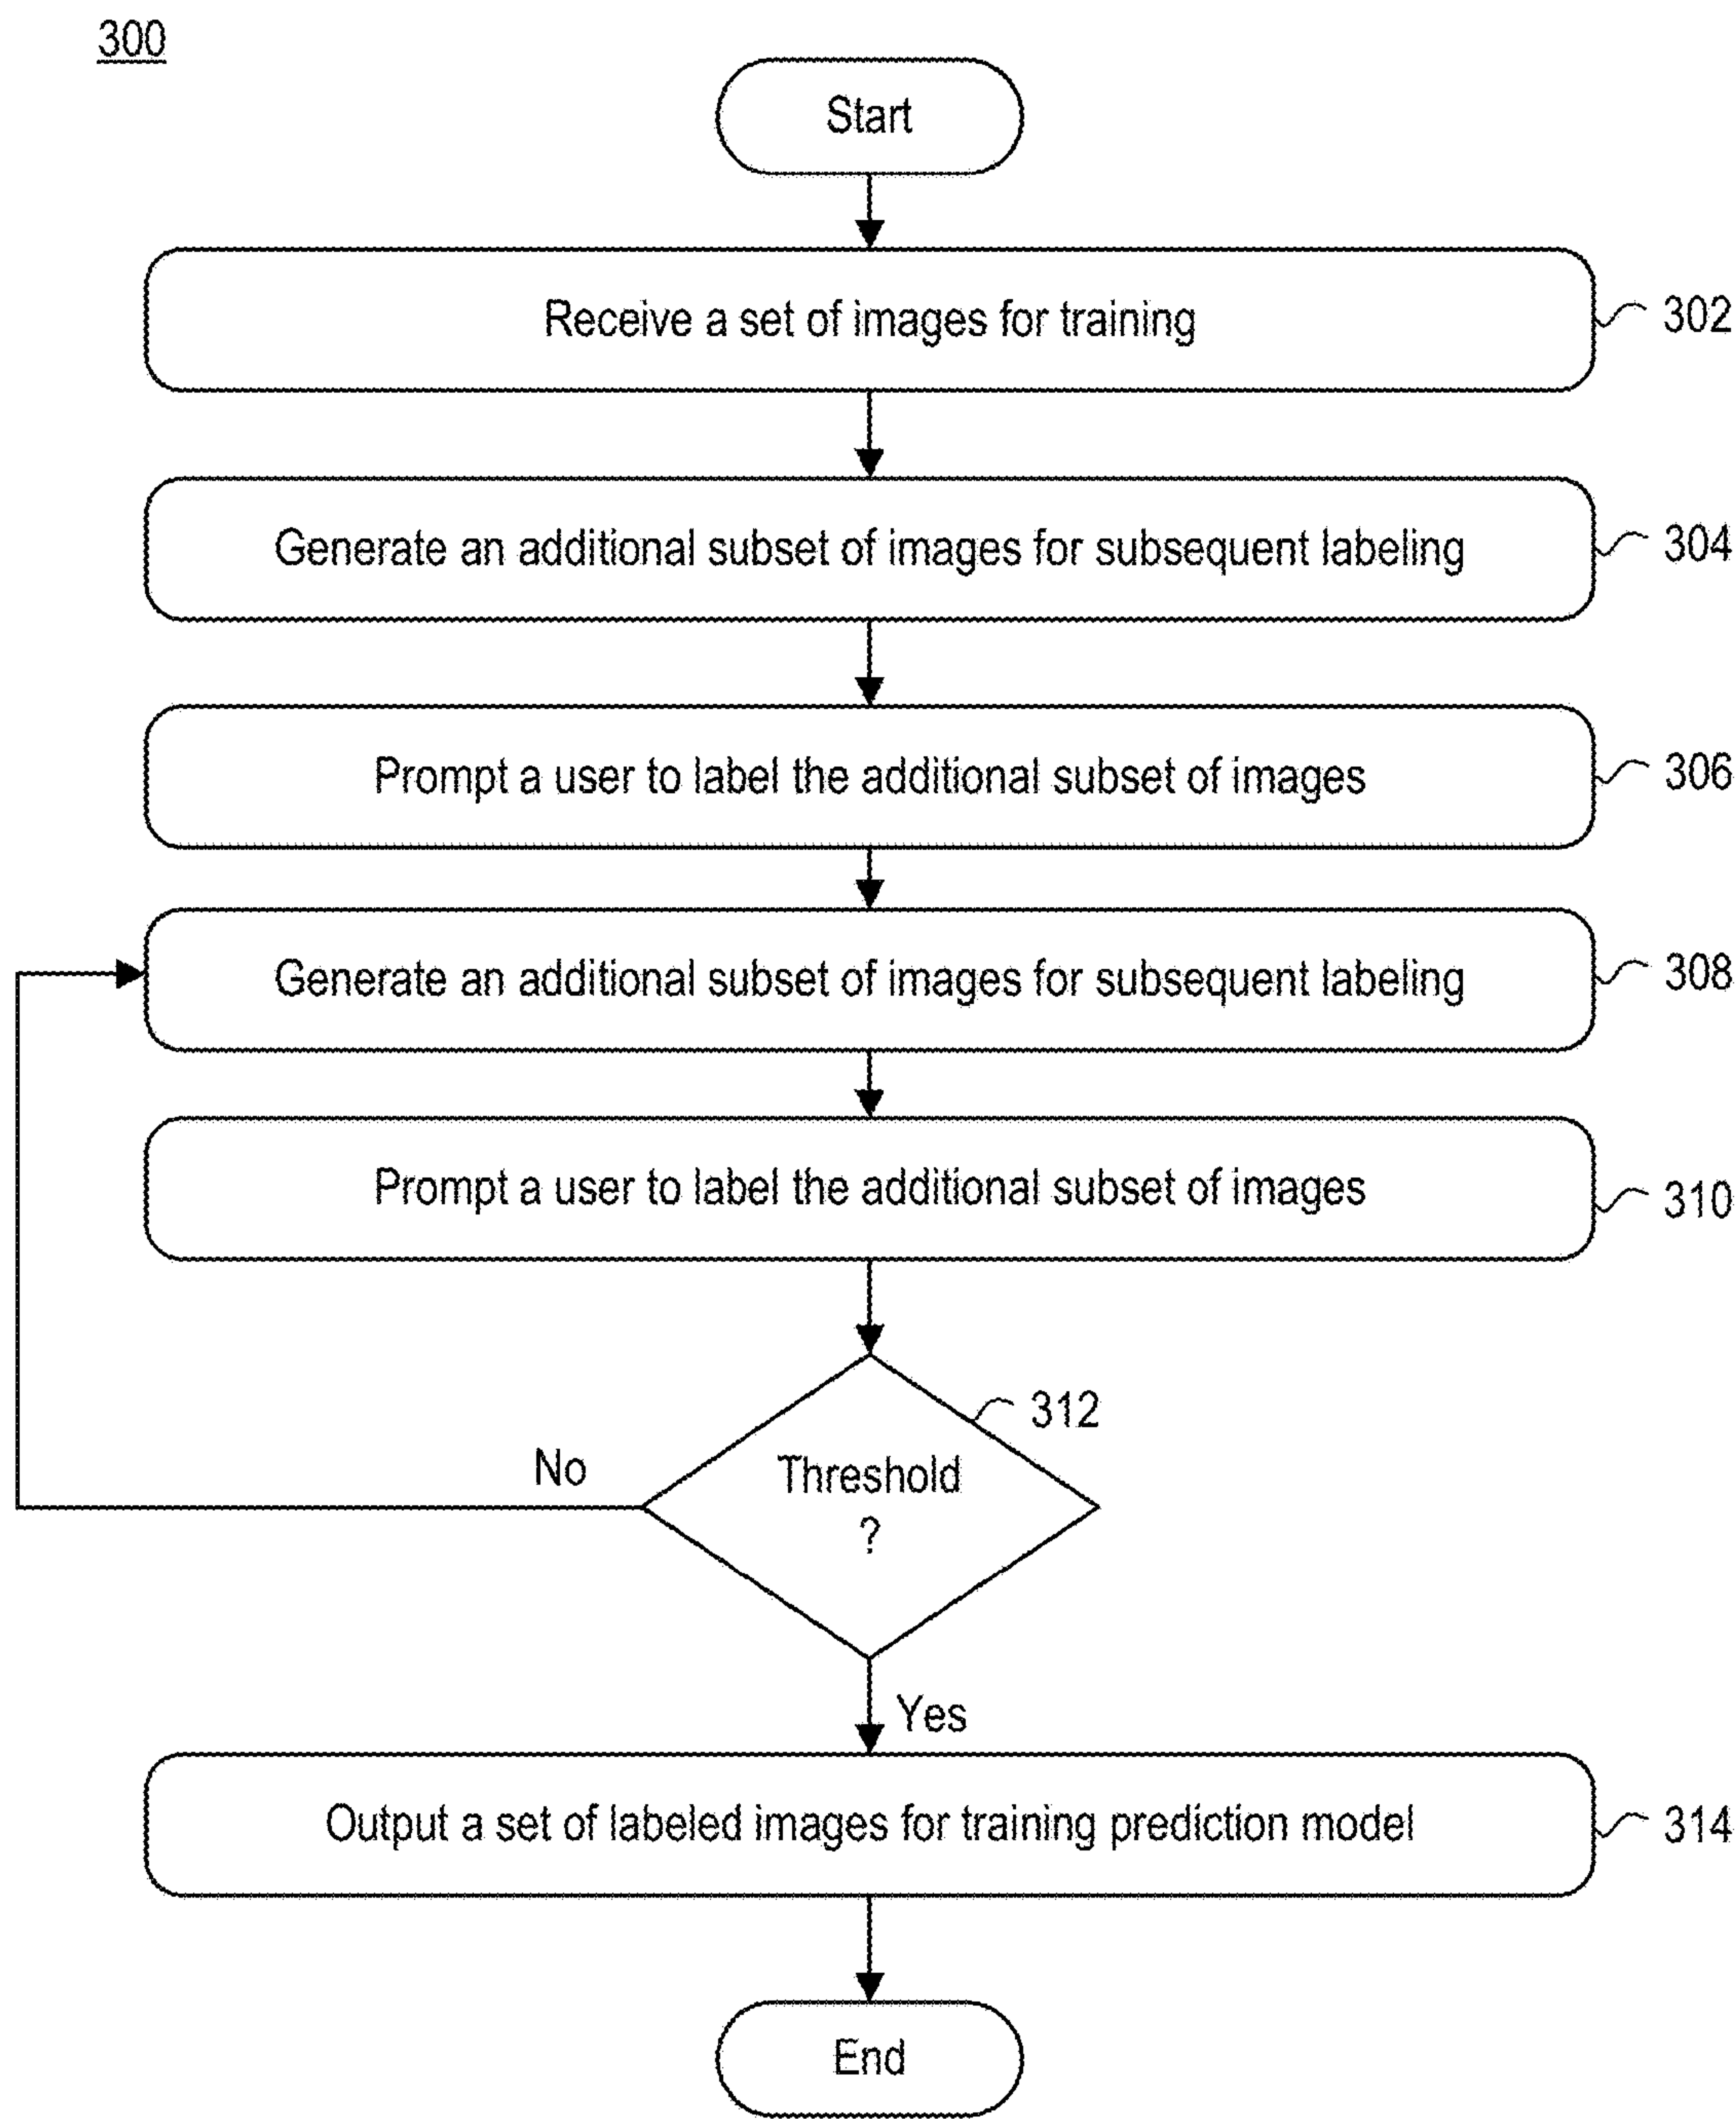 300
Start
Receive a set of images for training
302
Generate an additional subset of images for subsequent labeling
304
Prompt a user to label the additional subset of images
306
Generate an additional subset of images for subsequent labeling
308
Prompt a user to label the additional subset of images
310
312
Threshold
?
No
Yes
Output a set of labeled images for training prediction model
314
End